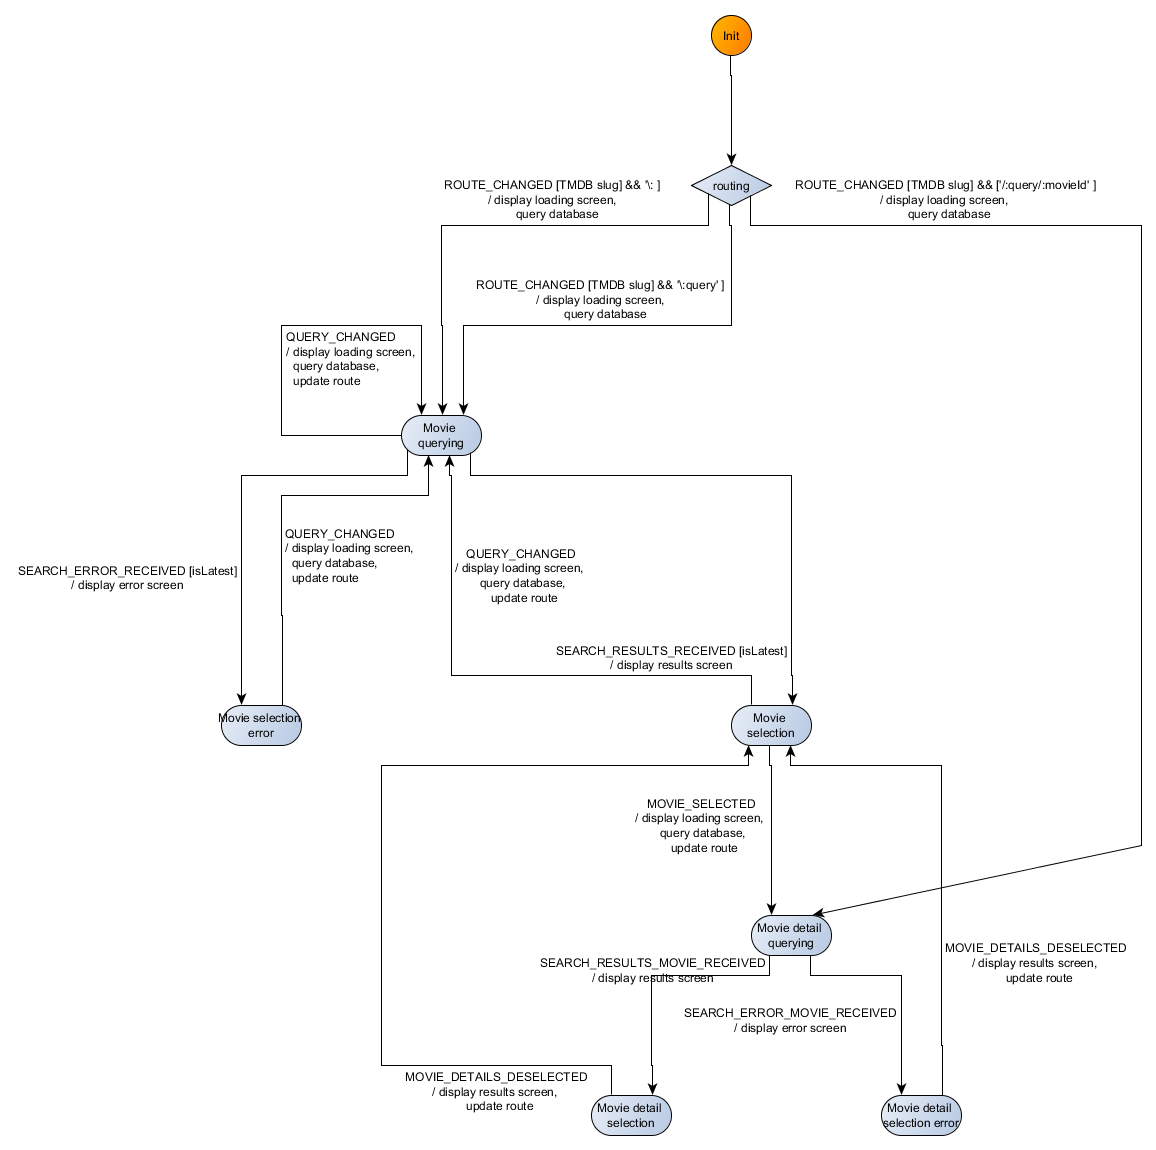 Init
routing
ROUTE_CHANGED [TMDB slug] && '\: ]
/ display loading screen,
query database
ROUTE_CHANGED [TMDB slug] && ['/:query/:movieId' ]
/ display loading screen,
query database
ROUTE_CHANGED [TMDB slug] && '\:query' ]
/ display loading screen,
query database
QUERY_CHANGED
/ display loading screen,
query database,
update route
Movie
querying
QUERY_CHANGED
/ display loading screen,
query database,
update route
QUERY_CHANGED
/ display loading screen,
query database,
update route
SEARCH_ERROR_RECEIVED [isLatest]
/ display error screen
SEARCH_RESULTS_RECEIVED [isLatest]
/ display results screen
Movie selection
error
Movie
selection
MOVIE_SELECTED
/ display loading screen,
query database,
update route
Movie detail
querying
MOVIE_DETAILS_DESELECTED
/ display results screen,
update route
SEARCH_RESULTS_MOVIE_RECEIVED
/ display results screen
SEARCH_ERROR_MOVIE_RECEIVED
/ display error screen
MOVIE_DETAILS_DESELECTED
/ display results screen,
update route
Movie detail
selection
Movie detail
selection error